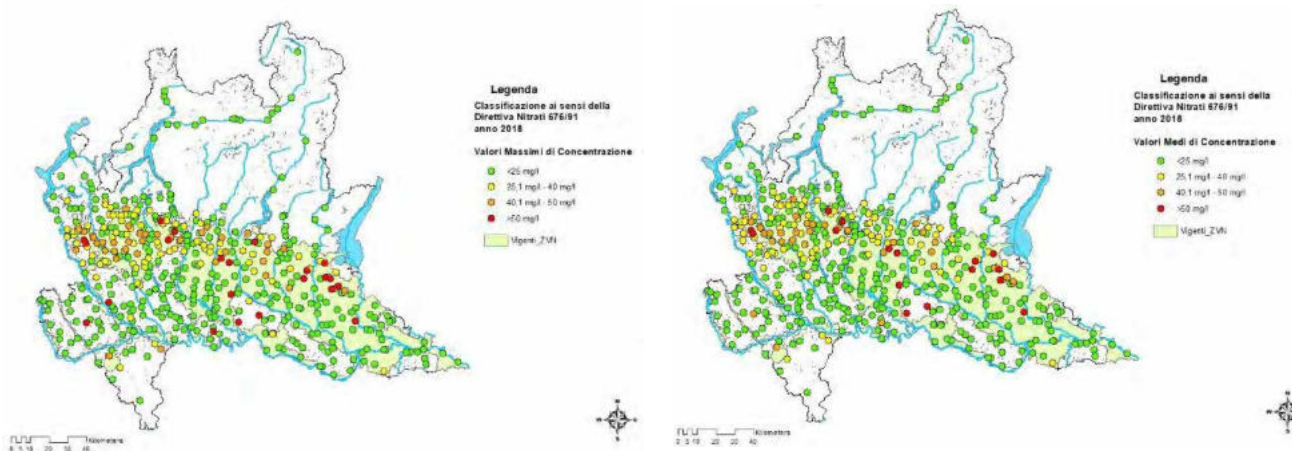 Legenda
Classificazione ai sensi della
Direttiva Nitrati 676/91
anno 2018
Valori Massimi di Concentrazione
<25 mg/l
25,1 mg/l - 40 mg/l
40,1 mg/l - 50 mg/l
>50 mg/l
Vigenti_ZVN
Kilometers
Legenda
Classificazione ai sensi della
Direttiva Nitrati 676/91
anno 2018
Valori Medi di Concentrazione
<25 mg/l
25,1 mg/l - 40 mg/l
40,1 mg/l - 50 mg/l
>50 mg/l
Vigenti_ZVN
Kilometers